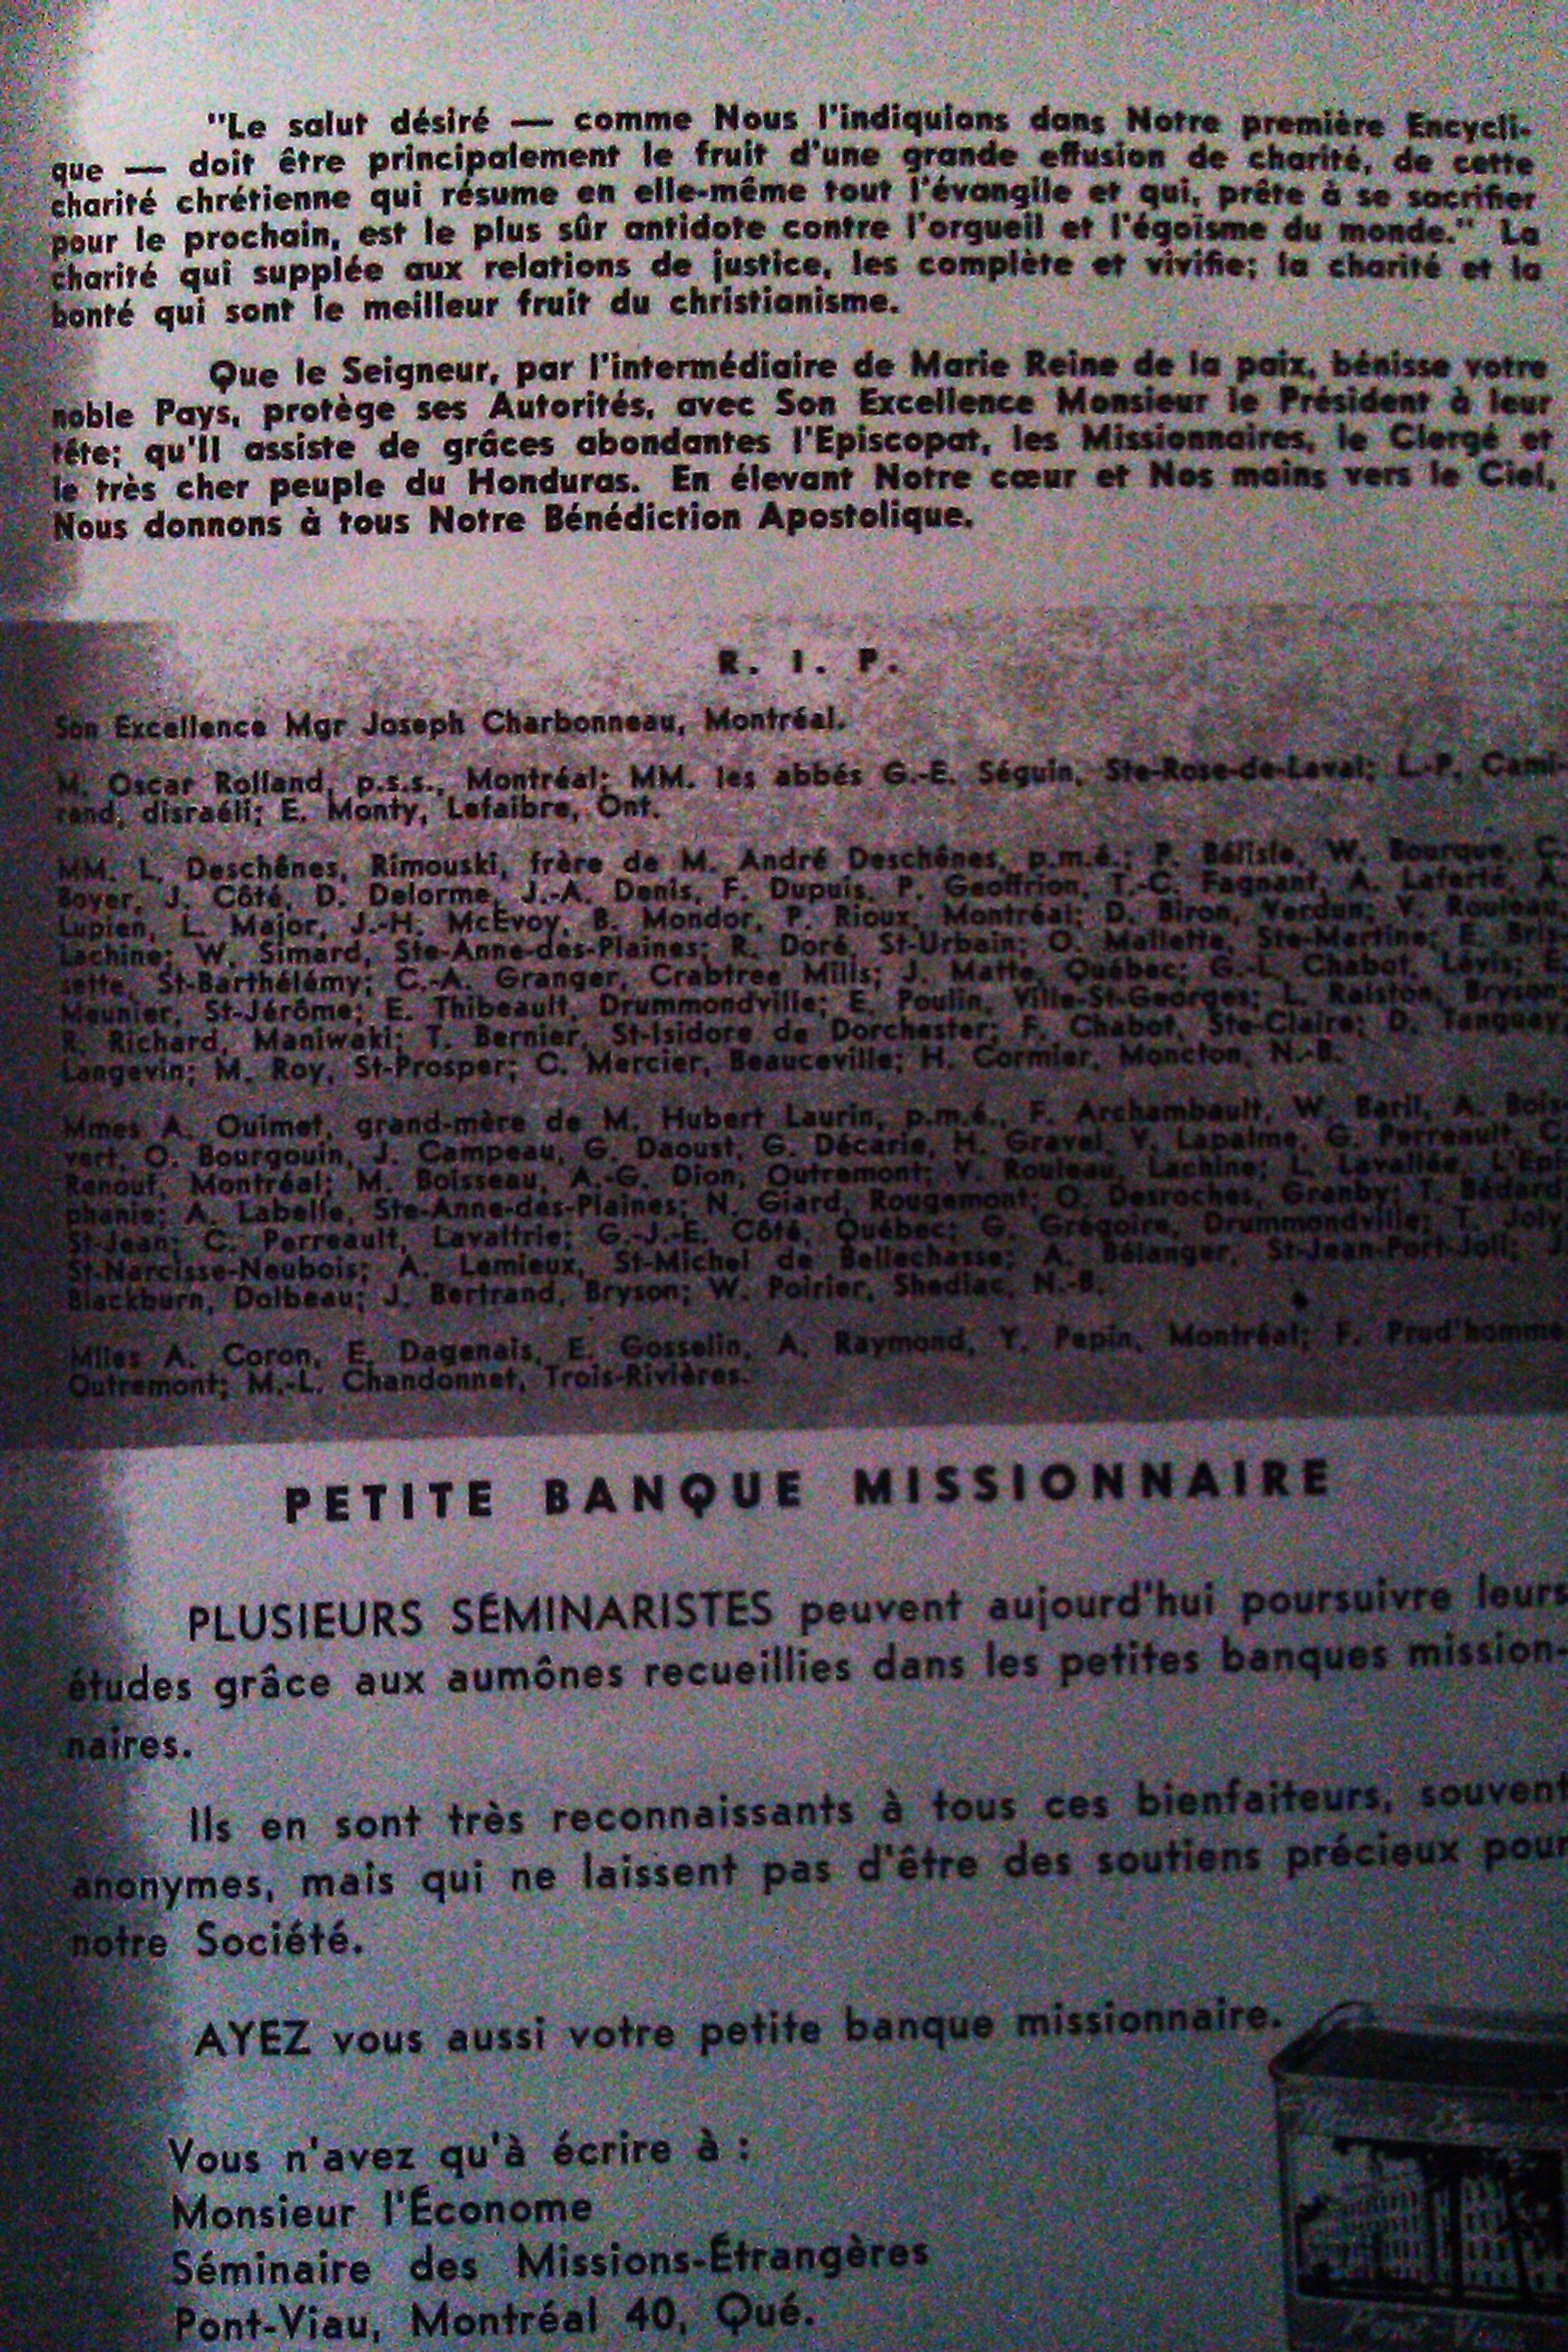 "Le salut désiré — comme Nous l'indiquions dans Notre première Encycli-
que — doit être principalement le fruit d'une grande effusion de charité, de cette
charité chrétienne qui résume en elle-même tout l'évangile et qui, prête à se sacrifier
pour le prochain, est le plus sûr antidote contre l'orgueil et l'égoïsme du monde." La
charité qui supplée aux relations de justice, les complète et vivifie; la charité et la
bonté qui sont le meilleur fruit du christianisme.
Que le Seigneur, par l'intermédiaire de Marie Reine de la paix, bénisse votre
noble Pays, protège ses Autorités, avec Son Excellence Monsieur le Président à leur
tête; qu'Il assiste de grâces abondantes l'Episcopat, les Missionnaires, le Clergé et
le très cher peuple du Honduras. En élevant Notre cœur et Nos mains vers le Ciel,
Nous donnons à tous Notre Bénédiction Apostolique.
R. I. P.
Son Excellence Mgr Joseph Charbonneau, Montréal.
M. Oscar Rolland, p.s.s., Montréal; MM. les abbés G.-E. Séguin, Ste-Rose-de-Laval; L.-P. Cami-
rand, disraéli; E. Monty, Lefaibre, Ont.
MM. L. Deschênes, Rimouski, frère de M. André Deschênes, p.m.é.; P. Bélisle, W. Bourque, C.
Boyer, J. Côté, D. Delorme, J.-A. Denis, F. Dupuis, P. Geoffrion, T.-C. Fagnant, A. Laferté, A.
Lupien, L. Major, J.-H. McEvoy, B. Mondor, P. Rioux, Montréal; D. Biron, Verdun; V. Rouleau,
Lachine; W. Simard, Ste-Anne-des-Plaines; R. Doré, St-Urbain; O. Mallette, Ste-Martine; E. Bris-
sette, St-Barthélémy; C.-A. Granger, Crabtree Mills; J. Matte, Québec; G.-L. Chabot, Lévis; E.
Meunier, St-Jérôme; E. Thibeault, Drummondville; E. Poulin, Ville-St-Georges; L. Ralston, Bryson;
R. Richard, Maniwaki; T. Bernier, St-Isidore de Dorchester; F. Chabot, Ste-Claire; D. Tanguay,
Langevin; M. Roy, St-Prosper; C. Mercier, Beauceville; H. Cormier, Moncton, N.-B.
Mmes A. Ouimet, grand-mère de M. Hubert Laurin, p.m.é., F. Archambault, W. Baril, A. Bois-
vert, O. Bourgouin, J. Campeau, G. Daoust, G. Décarie, H. Gravel, Y. Lapalme, G. Perreault, C.
Renouf, Montréal; M. Boisseau, A.-G. Dion, Outremont; V. Rouleau, Lachine; L. Lavallée, L'Epi-
phanie; A. Labelle, Ste-Anne-des-Plaines; N. Giard, Rougemont; O. Desroches, Granby; T. Bédard,
St-Jean; C. Perreault, Lavaltrie; G.-J.-E. Côté, Québec; G. Grégoire, Drummondville; T. Joly,
St-Narcisse-Neubois; A. Lemieux, St-Michel de Bellechasse; A. Bélanger, St-Jean-Port-Joli; J.
Blackburn, Dolbeau; J. Bertrand, Bryson; W. Poirier, Shediac, N.-B.
Mlles A. Coron, E. Dagenais, E. Gosselin, A. Raymond, Y. Pepin, Montréal; F. Prud'homme,
Outremont; M.-L. Chandonnet, Trois-Rivières.
PETITE BANQUE MISSIONNAIRE
PLUSIEURS SÉMINARISTES peuvent aujourd'hui poursuivre leurs
études grâce aux aumônes recueillies dans les petites banques mission-
naires.
Ils en sont très reconnaissants à tous ces bienfaiteurs, souvent
anonymes, mais qui ne laissent pas d'être des soutiens précieux pour
notre Société.
AYEZ vous aussi votre petite banque missionnaire.
Vous n'avez qu'à écrire à :
Monsieur l'Économe
Séminaire des Missions-Étrangères
Pont-Viau, Montréal 40, Qué.